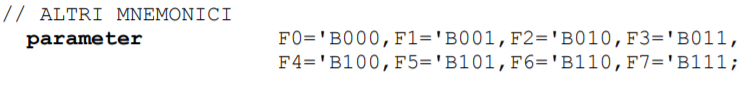 // ALTRI MNEMONICI
parameter F0='B000,F1='B001,F2='B010,F3='B011,
F4='B100,F5='B101,F6='B110,F7='B111;